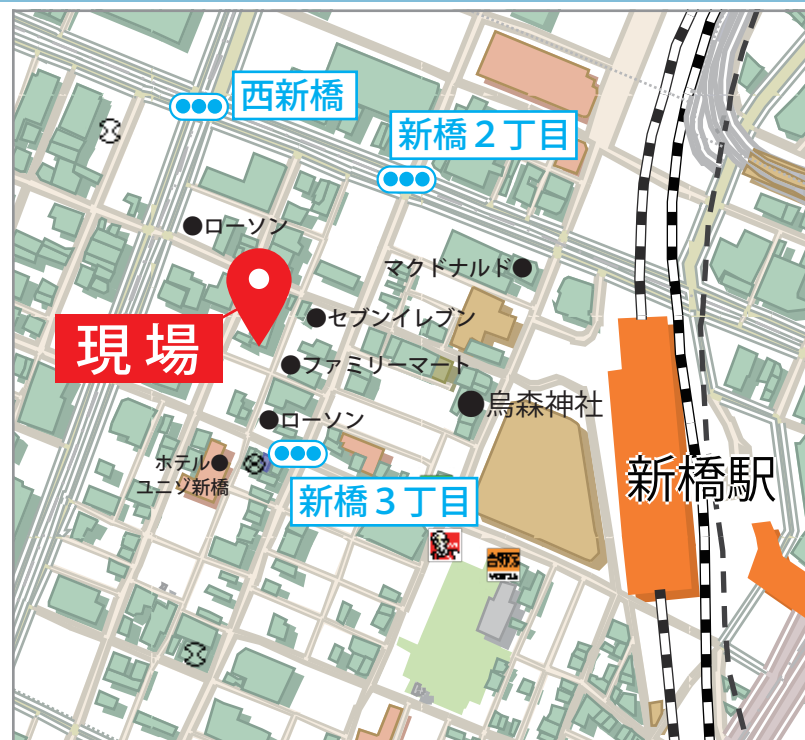 西新橋
新橋２丁目
ローソン
マクドナルド
現場
セブンイレブン
ファミリーマート
烏森神社
ローソン
ホテル
ユニゾ新橋
新橋駅
新橋３丁目
吉野家